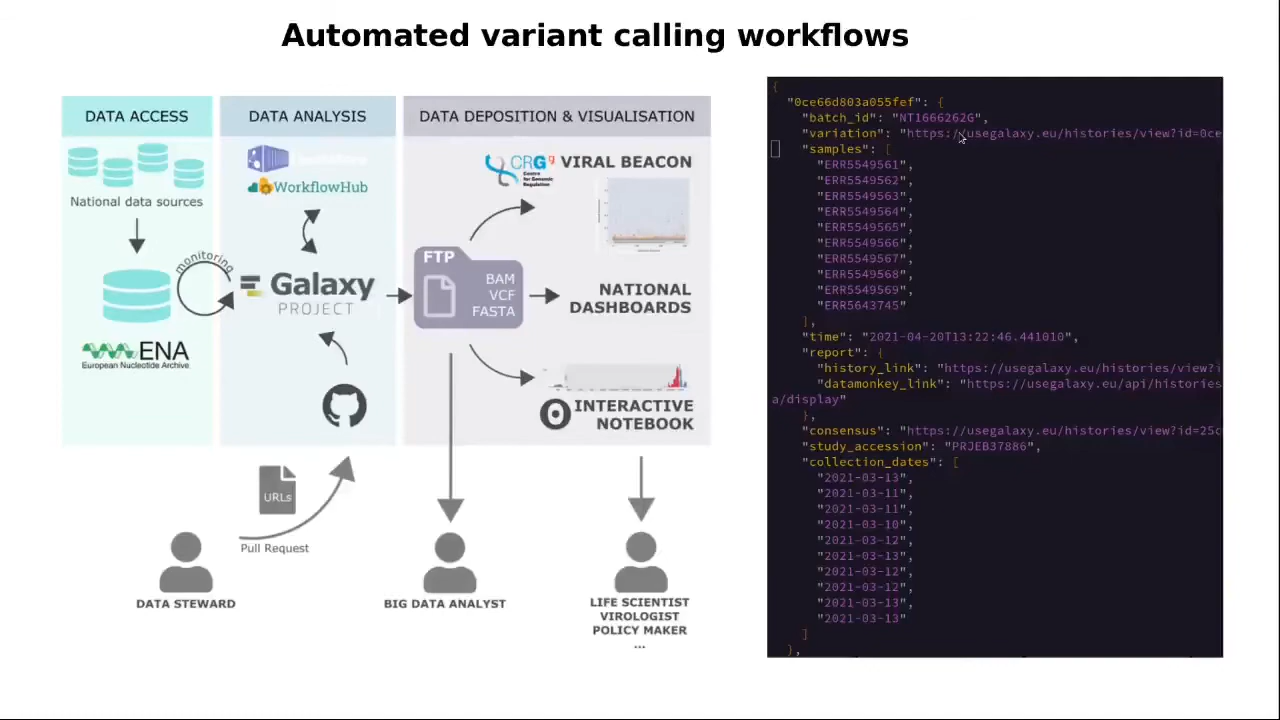 Automated variant calling workflows
DATA ACCESS
National data sources
monitoring
ENA
European Nucleotide Archive
DATA ANALYSIS
WorkflowHub
Galaxy
PROJECT
DATA DEPOSITION & VISUALISATION
CRG
Centre
for Genomic
Regulation
VIRAL BEACON
FTP
BAM
VCF
FASTA
NATIONAL
DASHBOARDS
INTERACTIVE
NOTEBOOK
URLs
Pull Request
DATA STEWARD
BIG DATA ANALYST
LIFE SCIENTIST
VIROLOGIST
POLICY MAKER
...
{
"0ce66d803a055fef": {
"batch_id": "NT1666262G",
"variation": "https://usegalaxy.eu/histories/view?id=0ce
"samples": [
"ERR5549561",
"ERR5549562",
"ERR5549563",
"ERR5549564",
"ERR5549565",
"ERR5549566",
"ERR5549567",
"ERR5549568",
"ERR5549569",
"ERR5643745"
],
"time": "2021-04-20T13:22:46.441010",
"report": {
"history_link": "https://usegalaxy.eu/histories/view?i
"datamonkey_link": "https://usegalaxy.eu/api/histories
a/display"
},
"consensus": "https://usegalaxy.eu/histories/view?id=25c
"study_accession": "PRJEB37886",
"collection_dates": [
"2021-03-13",
"2021-03-11",
"2021-03-11",
"2021-03-10",
"2021-03-12",
"2021-03-13",
"2021-03-12",
"2021-03-12",
"2021-03-13",
"2021-03-13"
]
},